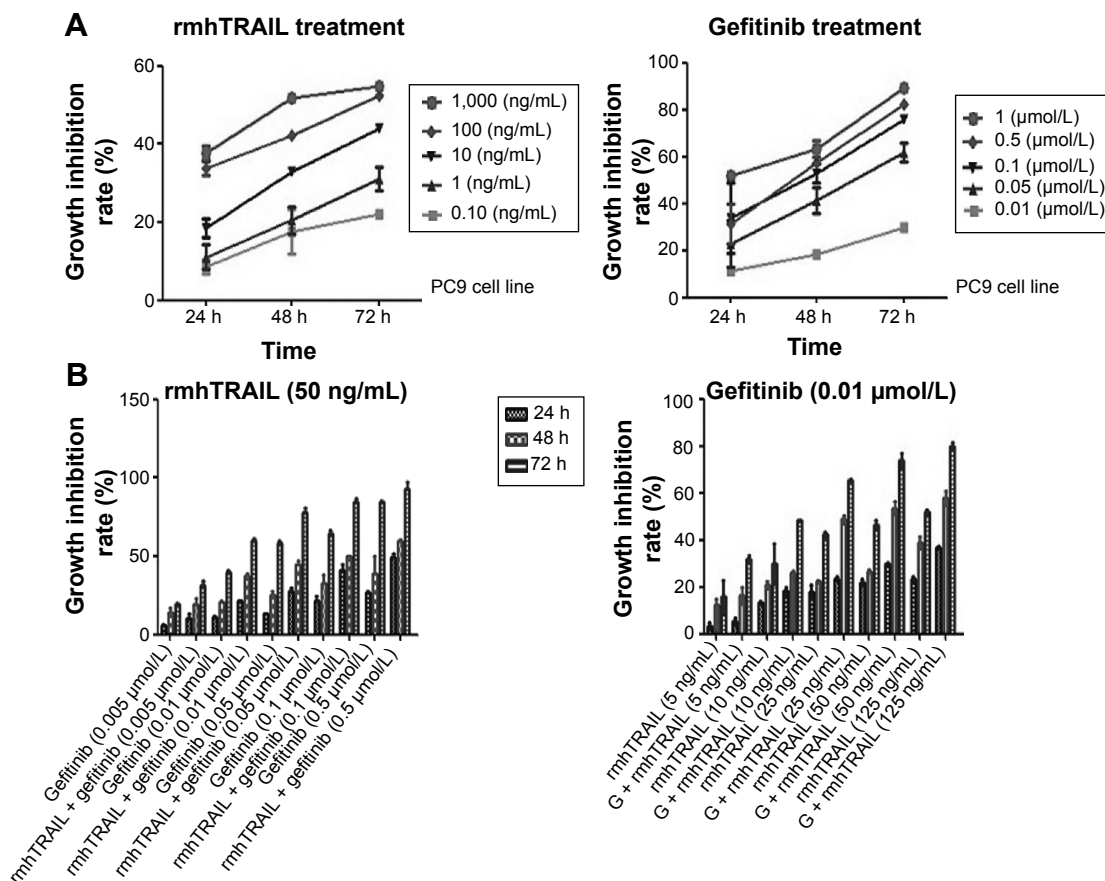 A
rmhTRAIL treatment
Growth inhibition
rate (%)
60
40
20
0
24 h
48 h
72 h
Time
1,000 (ng/mL)
100 (ng/mL)
10 (ng/mL)
1 (ng/mL)
0.10 (ng/mL)
PC9 cell line
Gefitinib treatment
Growth inhibition
rate (%)
100
80
60
40
20
0
24 h
48 h
72 h
Time
1 (µmol/L)
0.5 (µmol/L)
0.1 (µmol/L)
0.05 (µmol/L)
0.01 (µmol/L)
PC9 cell line
B
rmhTRAIL (50 ng/mL)
Growth inhibition
rate (%)
150
100
50
0
Gefitinib (0.005 µmol/L)
rmhTRAIL + gefitinib (0.005 µmol/L)
Gefitinib (0.01 µmol/L)
rmhTRAIL + gefitinib (0.01 µmol/L)
Gefitinib (0.05 µmol/L)
rmhTRAIL + gefitinib (0.05 µmol/L)
Gefitinib (0.1 µmol/L)
rmhTRAIL + gefitinib (0.1 µmol/L)
Gefitinib (0.5 µmol/L)
rmhTRAIL + gefitinib (0.5 µmol/L)
24 h
48 h
72 h
Gefitinib (0.01 µmol/L)
Growth inhibition
rate (%)
100
80
60
40
20
0
rmhTRAIL (5 ng/mL)
G + rmhTRAIL (5 ng/mL)
rmhTRAIL (10 ng/mL)
G + rmhTRAIL (10 ng/mL)
rmhTRAIL (25 ng/mL)
G + rmhTRAIL (25 ng/mL)
rmhTRAIL (50 ng/mL)
G + rmhTRAIL (50 ng/mL)
rmhTRAIL (125 ng/mL)
G + rmhTRAIL (125 ng/mL)